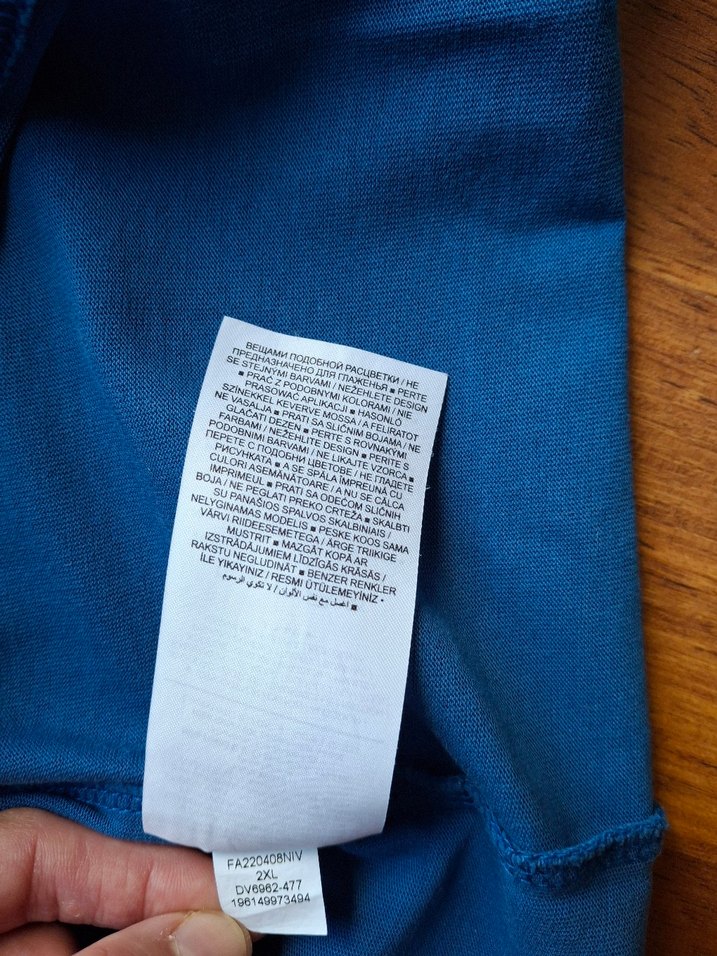 ВЕЩАМИ ПОДОБНОЙ РАСЦВЕТКИ / НЕ
ПРЕДНАЗНАЧЕНО ДЛЯ ГЛАЖЕНЬЯ ■ PERTE
SE STEJNÝMI BARVAMI / NEŽEHLETE DESIGN
■ PRAĆ Z PODOBNYMI KOLORAMI / NIE
PRASOWAĆ APLIKACJI ■ HASONLÓ
SZÍNEKKEL KEVERVE MOSSA / A FELIRATOT
NE VASALJA ■ PRATI SA SLIČNIM BOJAMA / NE
GLAČATI DEZEN ■ PERTE S ROVNAKÝMI
FARBAMI / NEŽEHLITE DESIGN ■ PERITE S
PODOBNIMI BARVAMI / NE LIKAJTE VZORCA ■
ПЕРЕТЕ С ПОДОБНИ ЦВЕТОВЕ / НЕ ГЛАДЕТЕ
РИСУНКАТА ■ A SE SPĂLA ÎMPREUNĂ CU
CULORI ASEMĂNĂTOARE / A NU SE CĂLCA
IMPRIMEUL ■ PRATI SA ODEĆOM SLIČNIH
BOJA / NE PEGLATI PREKO CRTEŽA ■ SKALBTI
SU PANAŠIOS SPALVOS SKALBINIAIS /
NELYGINAMAS MODELIS ■ PESKE KOOS SAMA
VÄRVI RIIDEESEMETEGA / ÄRGE TRIIKIGE
MUSTRIT ■ MAZGĀT KOPĀ AR
IZSTRĀDĀJUMIEM LĪDZĪGĀS KRĀSĀS /
RAKSTU NEGLUDINĀT ■ BENZER RENKLER
İLE YIKAYINIZ / RESMI ÜTÜLEMEYİNİZ •
■ اغسل مع نفس الألوان / لا تكوي الرسوم
FA220408NIV
2XL
DV6962-477
196149973494